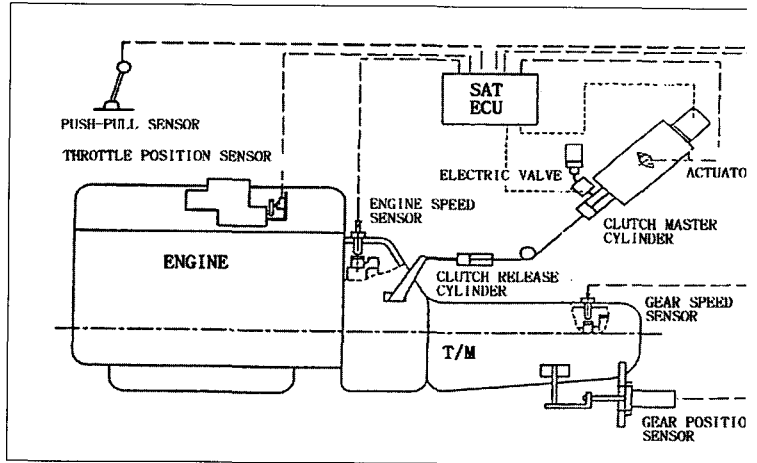 SAT
ECU
PUSH-PULL SENSOR
THROTTLE POSITION SENSOR
ELECTRIC VALVE
ACTUATO
ENGINE SPEED
SENSOR
CLUTCH MASTER
CYLINDER
ENGINE
CLUTCH RELEASE
CYLINDER
GEAR SPEED
SENSOR
T/M
GEAR POSITIO
SENSOR